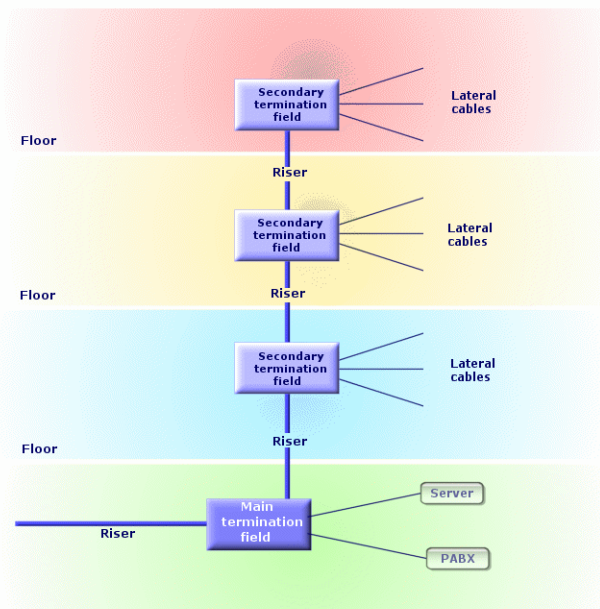 Secondary
termination
field
Lateral
cables
Floor
Riser
Secondary
termination
field
Lateral
cables
Floor
Riser
Secondary
termination
field
Lateral
cables
Floor
Riser
Main
termination
field
Server
Riser
PABX